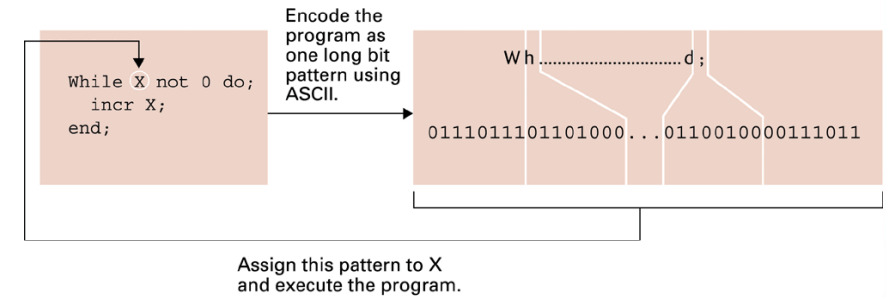 Encode the
program as
one long bit
pattern using
ASCII.
While X not 0 do;
incr X;
end;
Wh.............................d;
0111011101101000...0110010000111011
Assign this pattern to X
and execute the program.